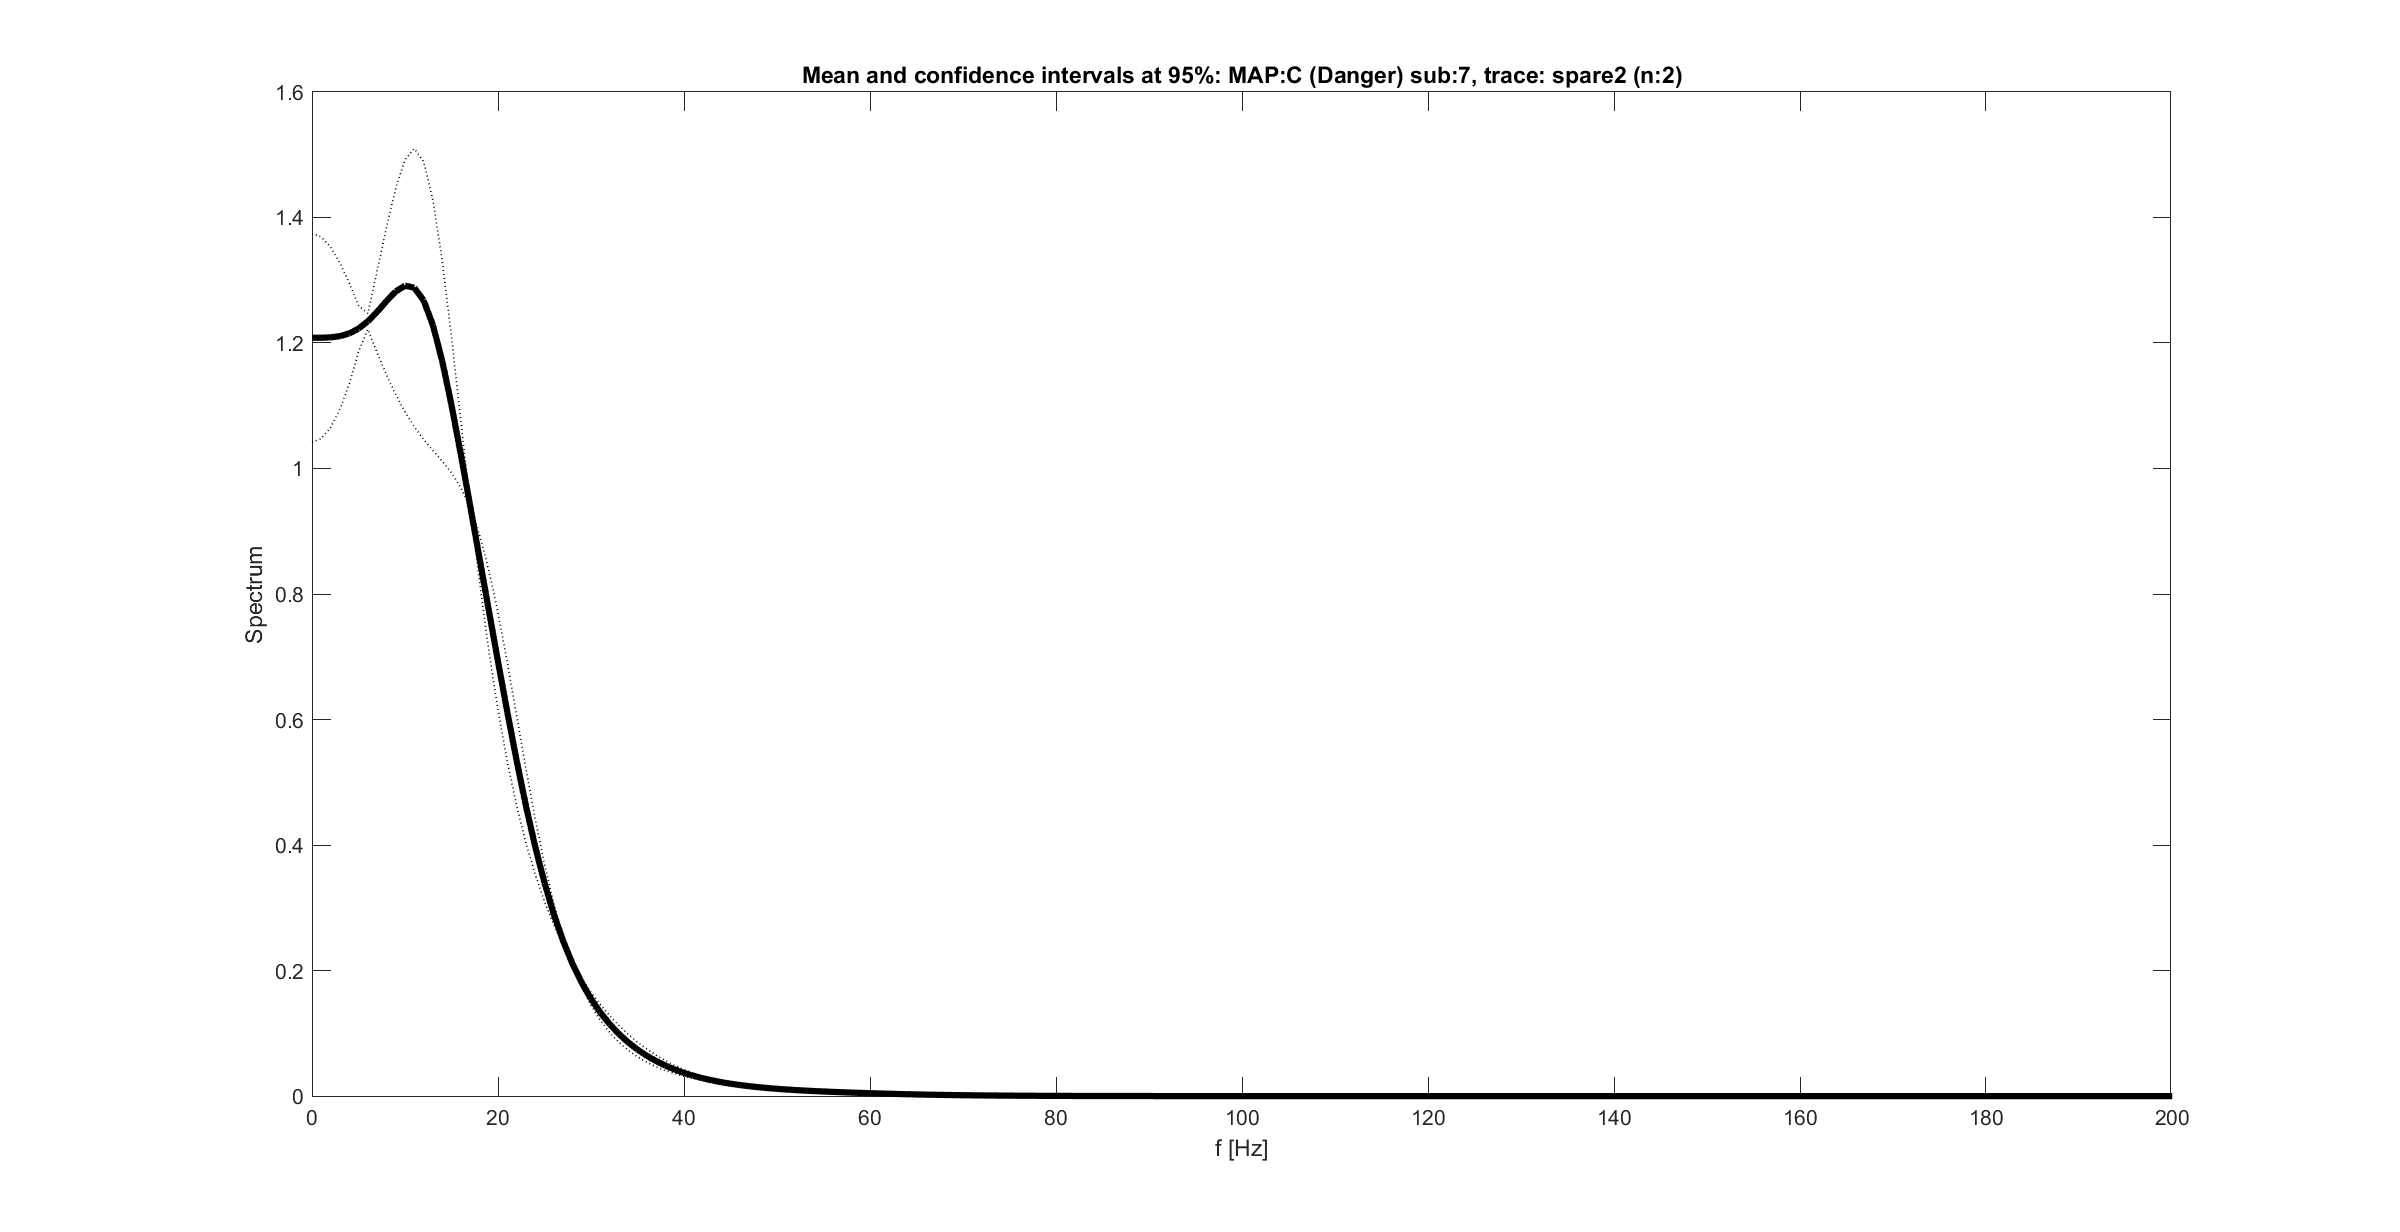 Mean and confidence intervals at 95%: MAP:C (Danger) sub:7, trace: spare2 (n:2)
1.6
1.4
1.2
1
0.8
0.6
0.4
0.2
0
Spectrum
0 20 40 60 80 100 120 140 160 180 200
f [Hz]